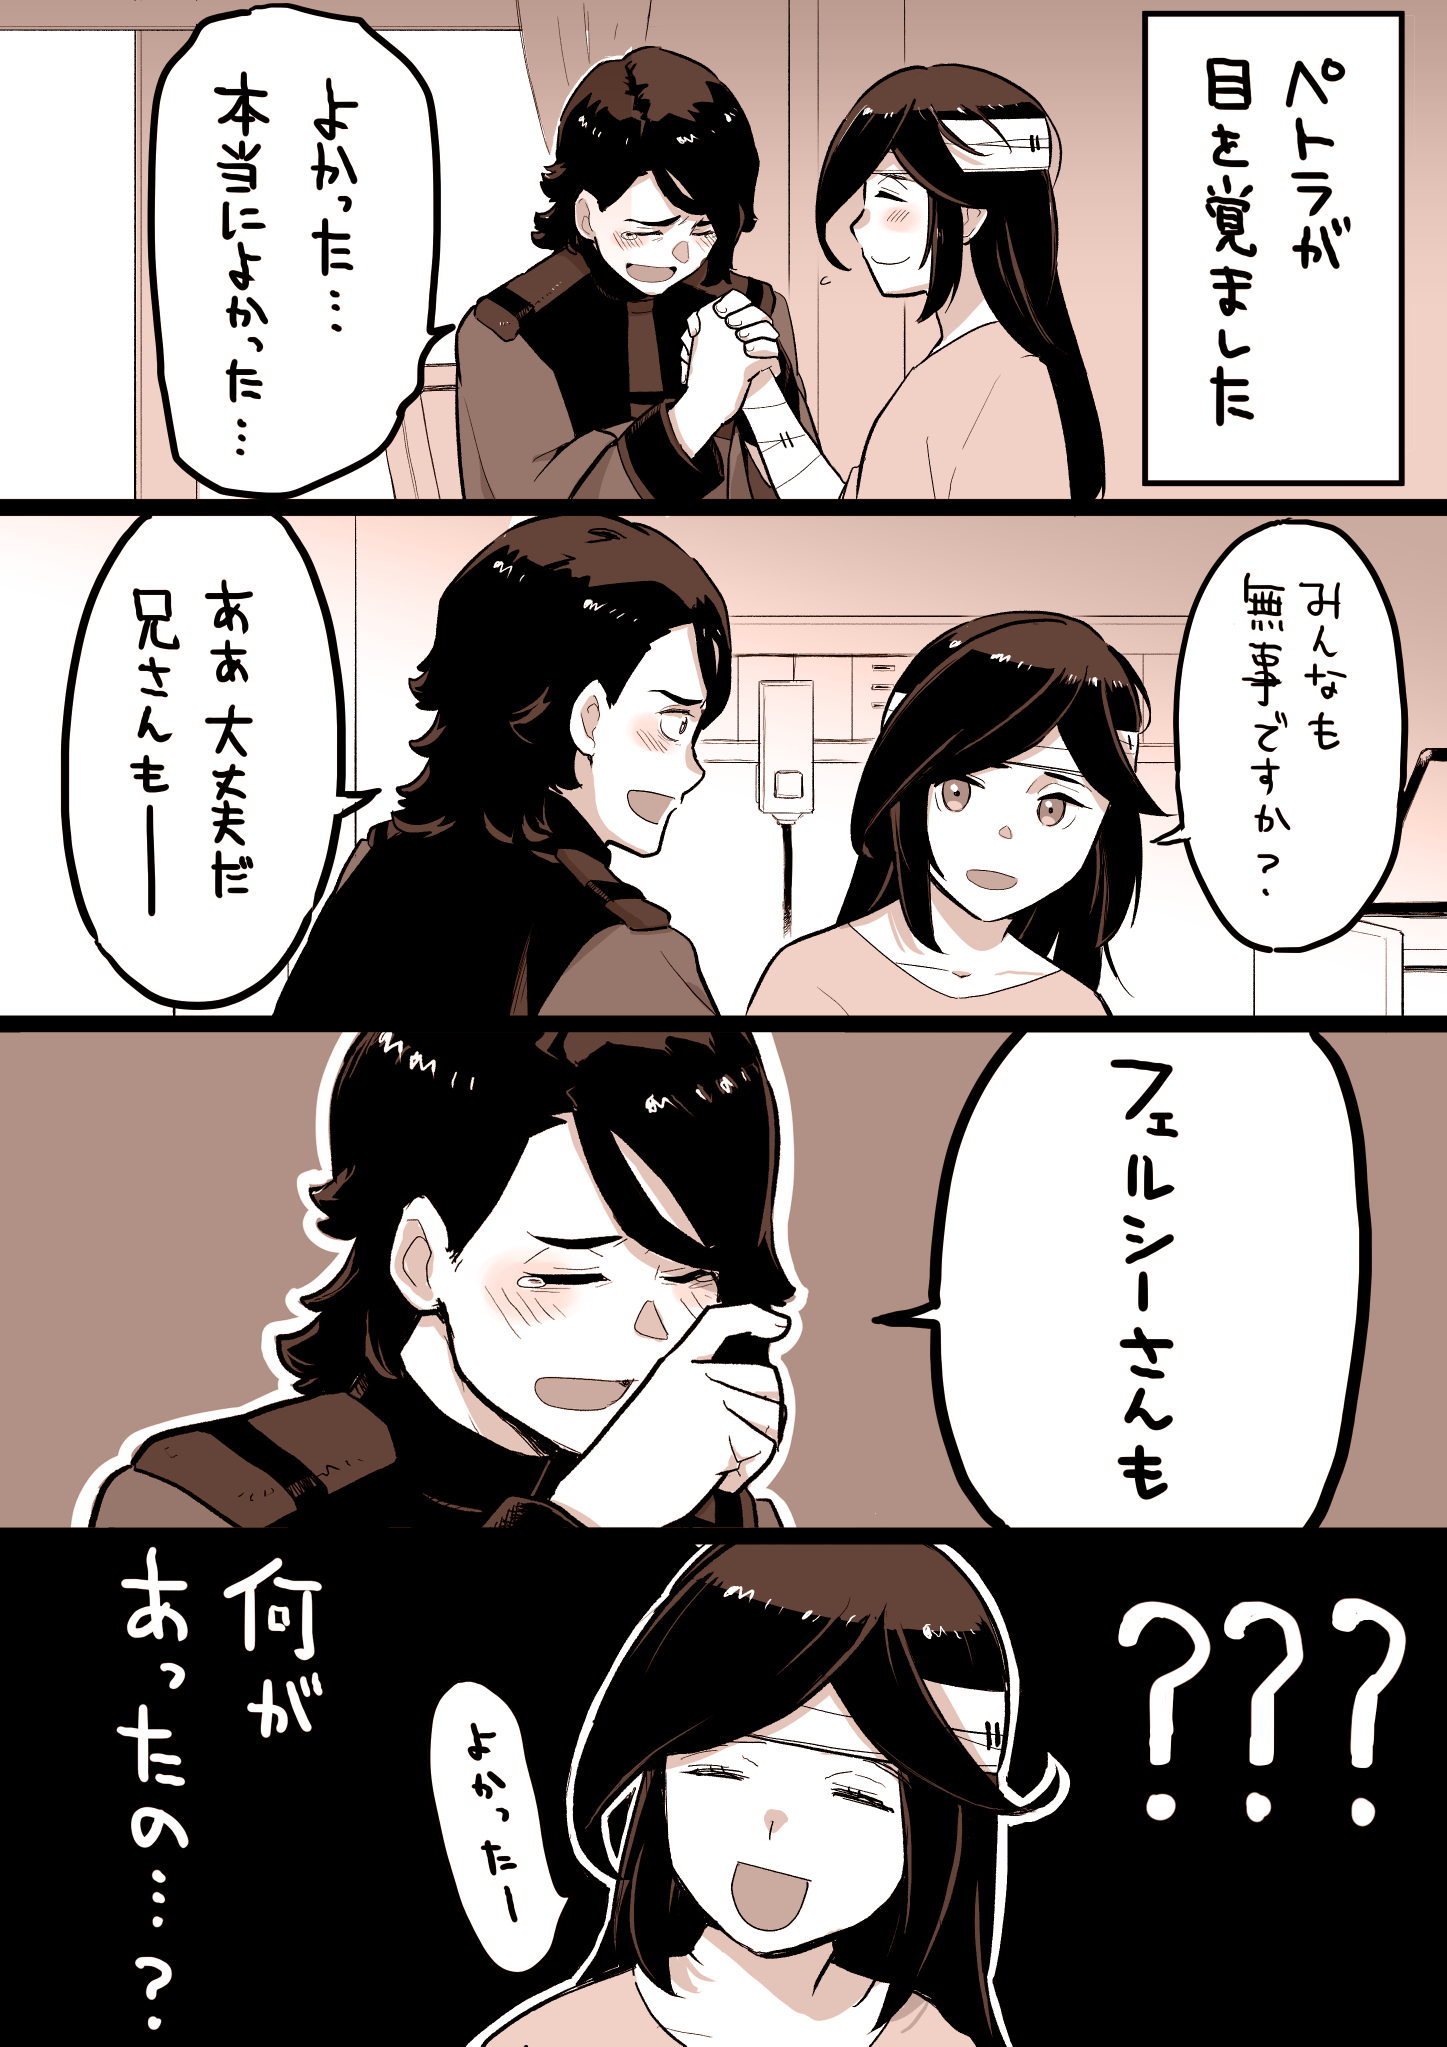 ペトラが
目を覚ました
よかった…
本当によかった…
みんなも
無事ですか?
ああ 大丈夫だ
兄さんも――
フェルシーさんも
???
よかったー
何が
あったの…?